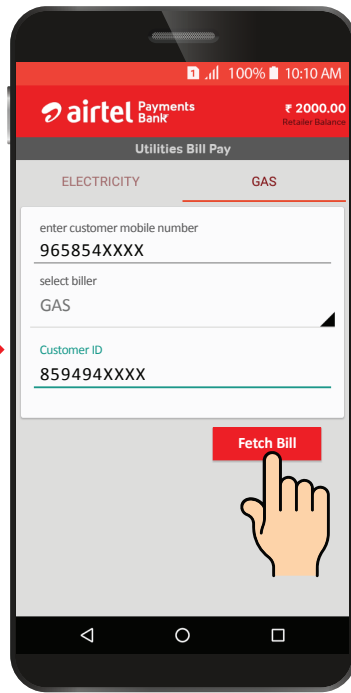 1 100% 10:10 AM
airtel Payments Bank ₹ 2000.00
Retailer Balance
Utilities Bill Pay
ELECTRICITY GAS
enter customer mobile number
965854XXXX
select biller
GAS
Customer ID
859494XXXX
Fetch Bill